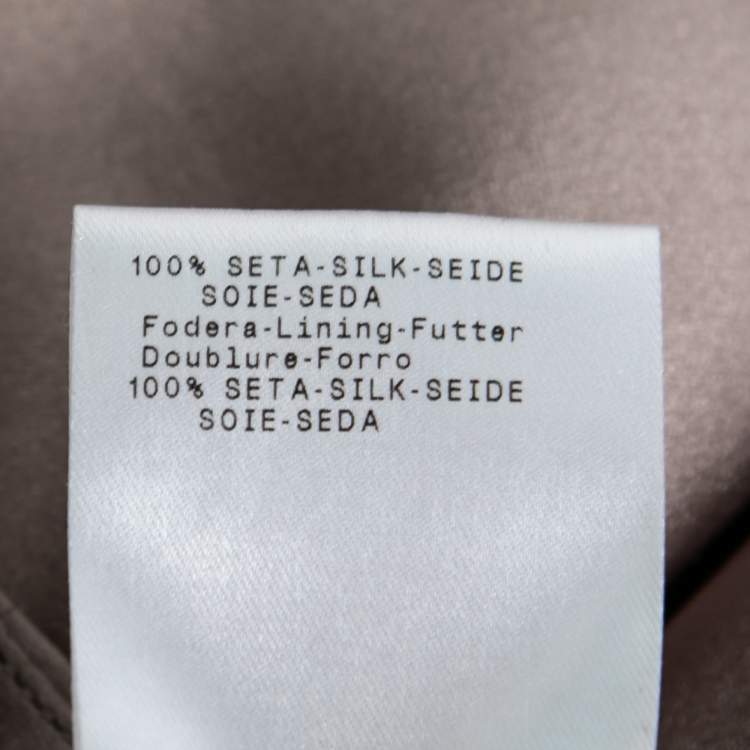 100% SETA-SILK-SEIDE
SOIE-SEDA
Fodera-Lining-Futter
Doublure-Forro
100% SETA-SILK-SEIDE
SOIE-SEDA